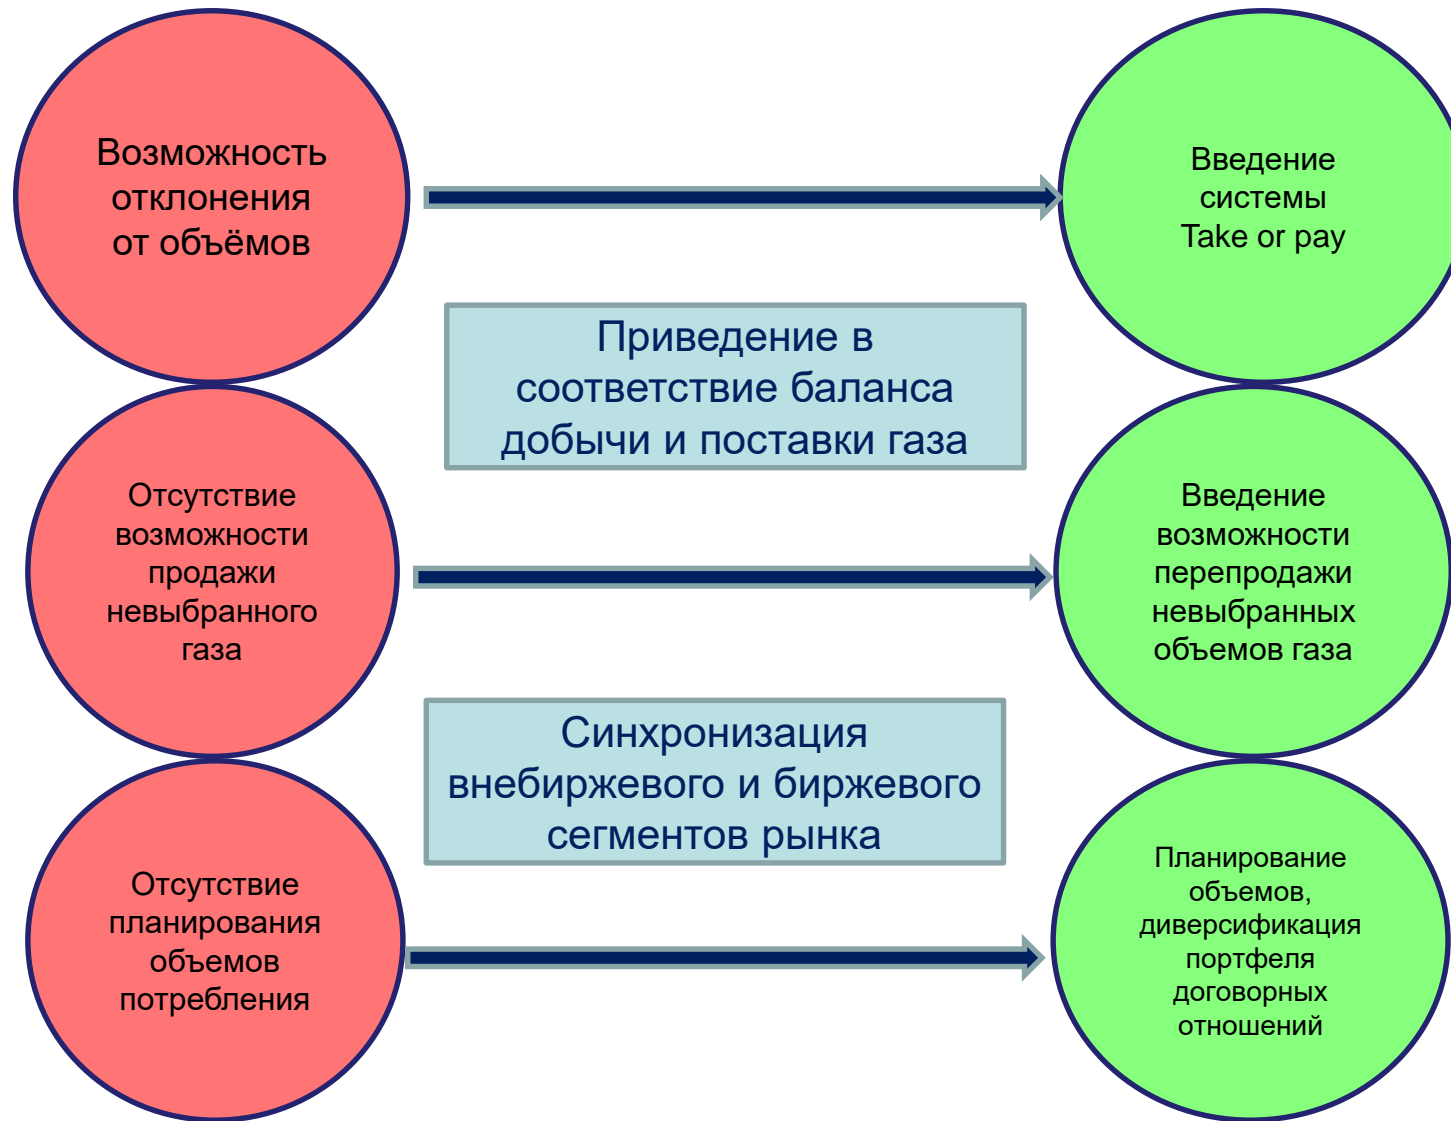 Возможность
отклонения
от объёмов
Введение
системы
Take or pay
Приведение в
соответствие баланса
добычи и поставки газа
Отсутствие
возможности
продажи
невыбранного
газа
Введение
возможности
перепродажи
невыбранных
объемов газа
Синхронизация
внебиржевого и биржевого
сегментов рынка
Отсутствие
планирования
объемов
потребления
Планирование
объемов,
диверсификация
портфеля
договорных
отношений